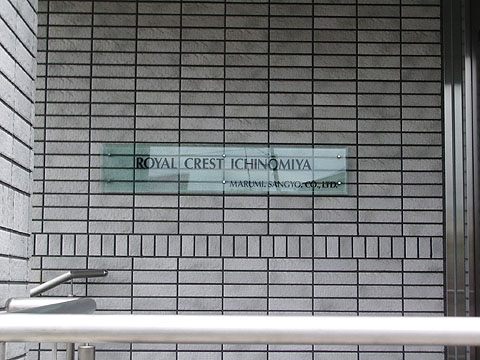 ROYAL CREST ICHINOMIYA
MARUMI. SANGYO. CO., LTD.